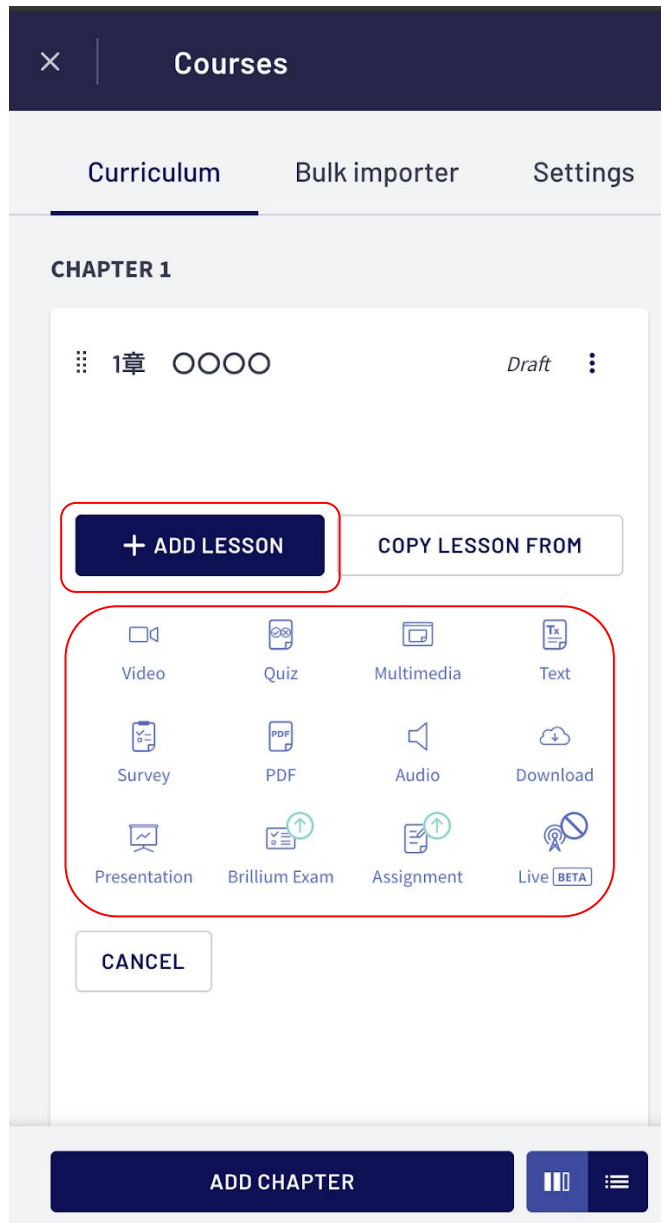 Courses
Curriculum Bulk importer Settings
CHAPTER 1
1章 〇〇〇〇 Draft
+ ADD LESSON COPY LESSON FROM
Video Quiz Multimedia Text
Survey PDF Audio Download
Presentation Brillium Exam Assignment Live BETA
CANCEL
ADD CHAPTER